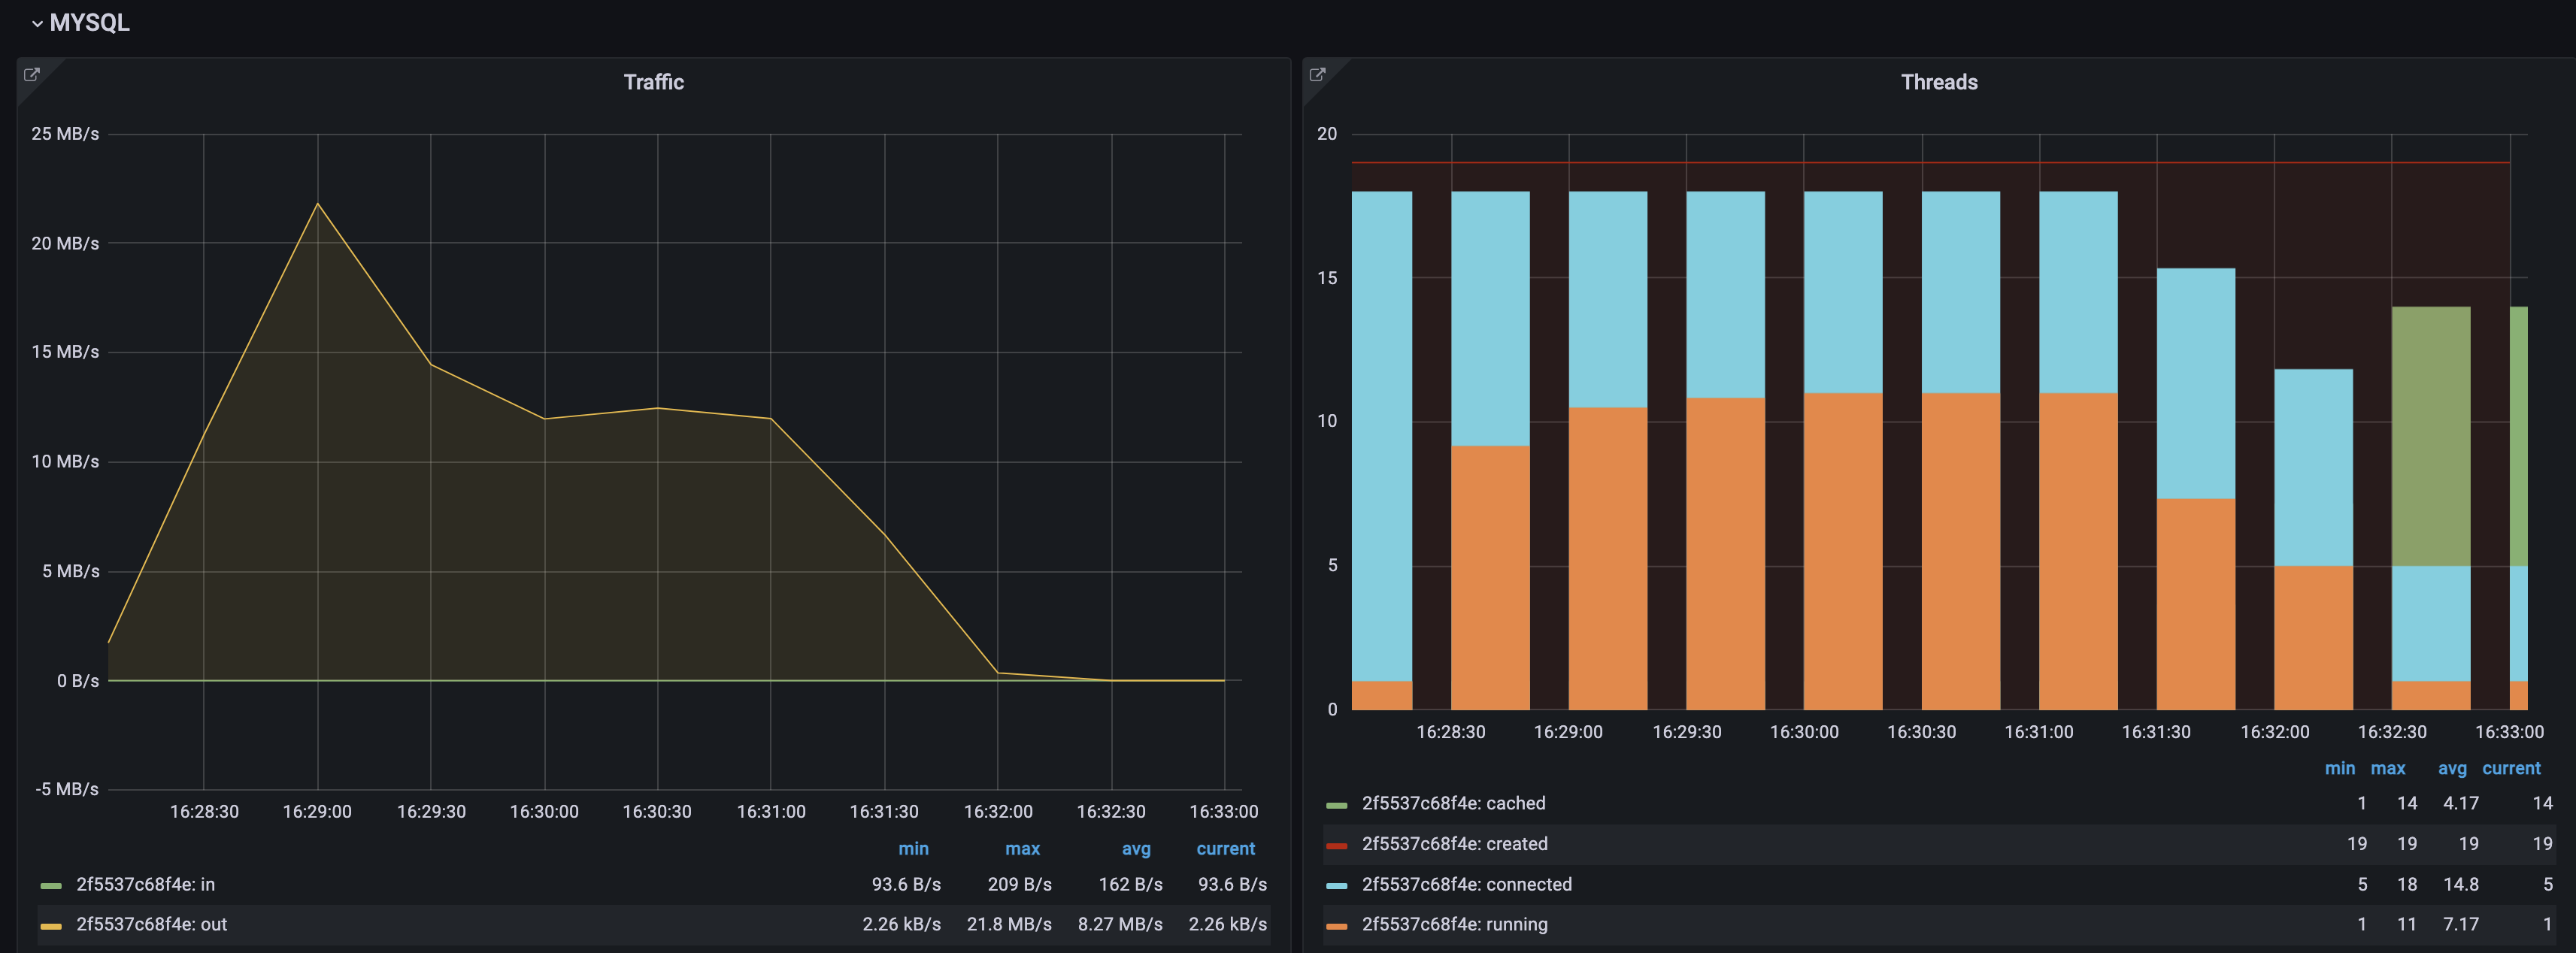 MYSQL
Traffic
25 MB/s
20 MB/s
15 MB/s
10 MB/s
5 MB/s
0 B/s
-5 MB/s
16:28:30 16:29:00 16:29:30 16:30:00 16:30:30 16:31:00 16:31:30 16:32:00 16:32:30 16:33:00
min max avg current
2f5537c68f4e: in 93.6 B/s 209 B/s 162 B/s 93.6 B/s
2f5537c68f4e: out 2.26 kB/s 21.8 MB/s 8.27 MB/s 2.26 kB/s
Threads
20
15
10
5
0
16:28:30 16:29:00 16:29:30 16:30:00 16:30:30 16:31:00 16:31:30 16:32:00 16:32:30 16:33:00
min max avg current
2f5537c68f4e: cached 1 14 4.17 14
2f5537c68f4e: created 19 19 19 19
2f5537c68f4e: connected 5 18 14.8 5
2f5537c68f4e: running 1 11 7.17 1